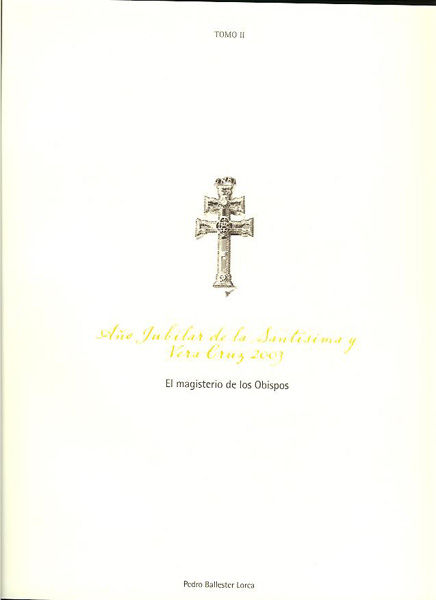 TOMO II
Año Jubilar de la Santísima y
Vera Cruz 2003
El magisterio de los Obispos
Pedro Ballester Lorca